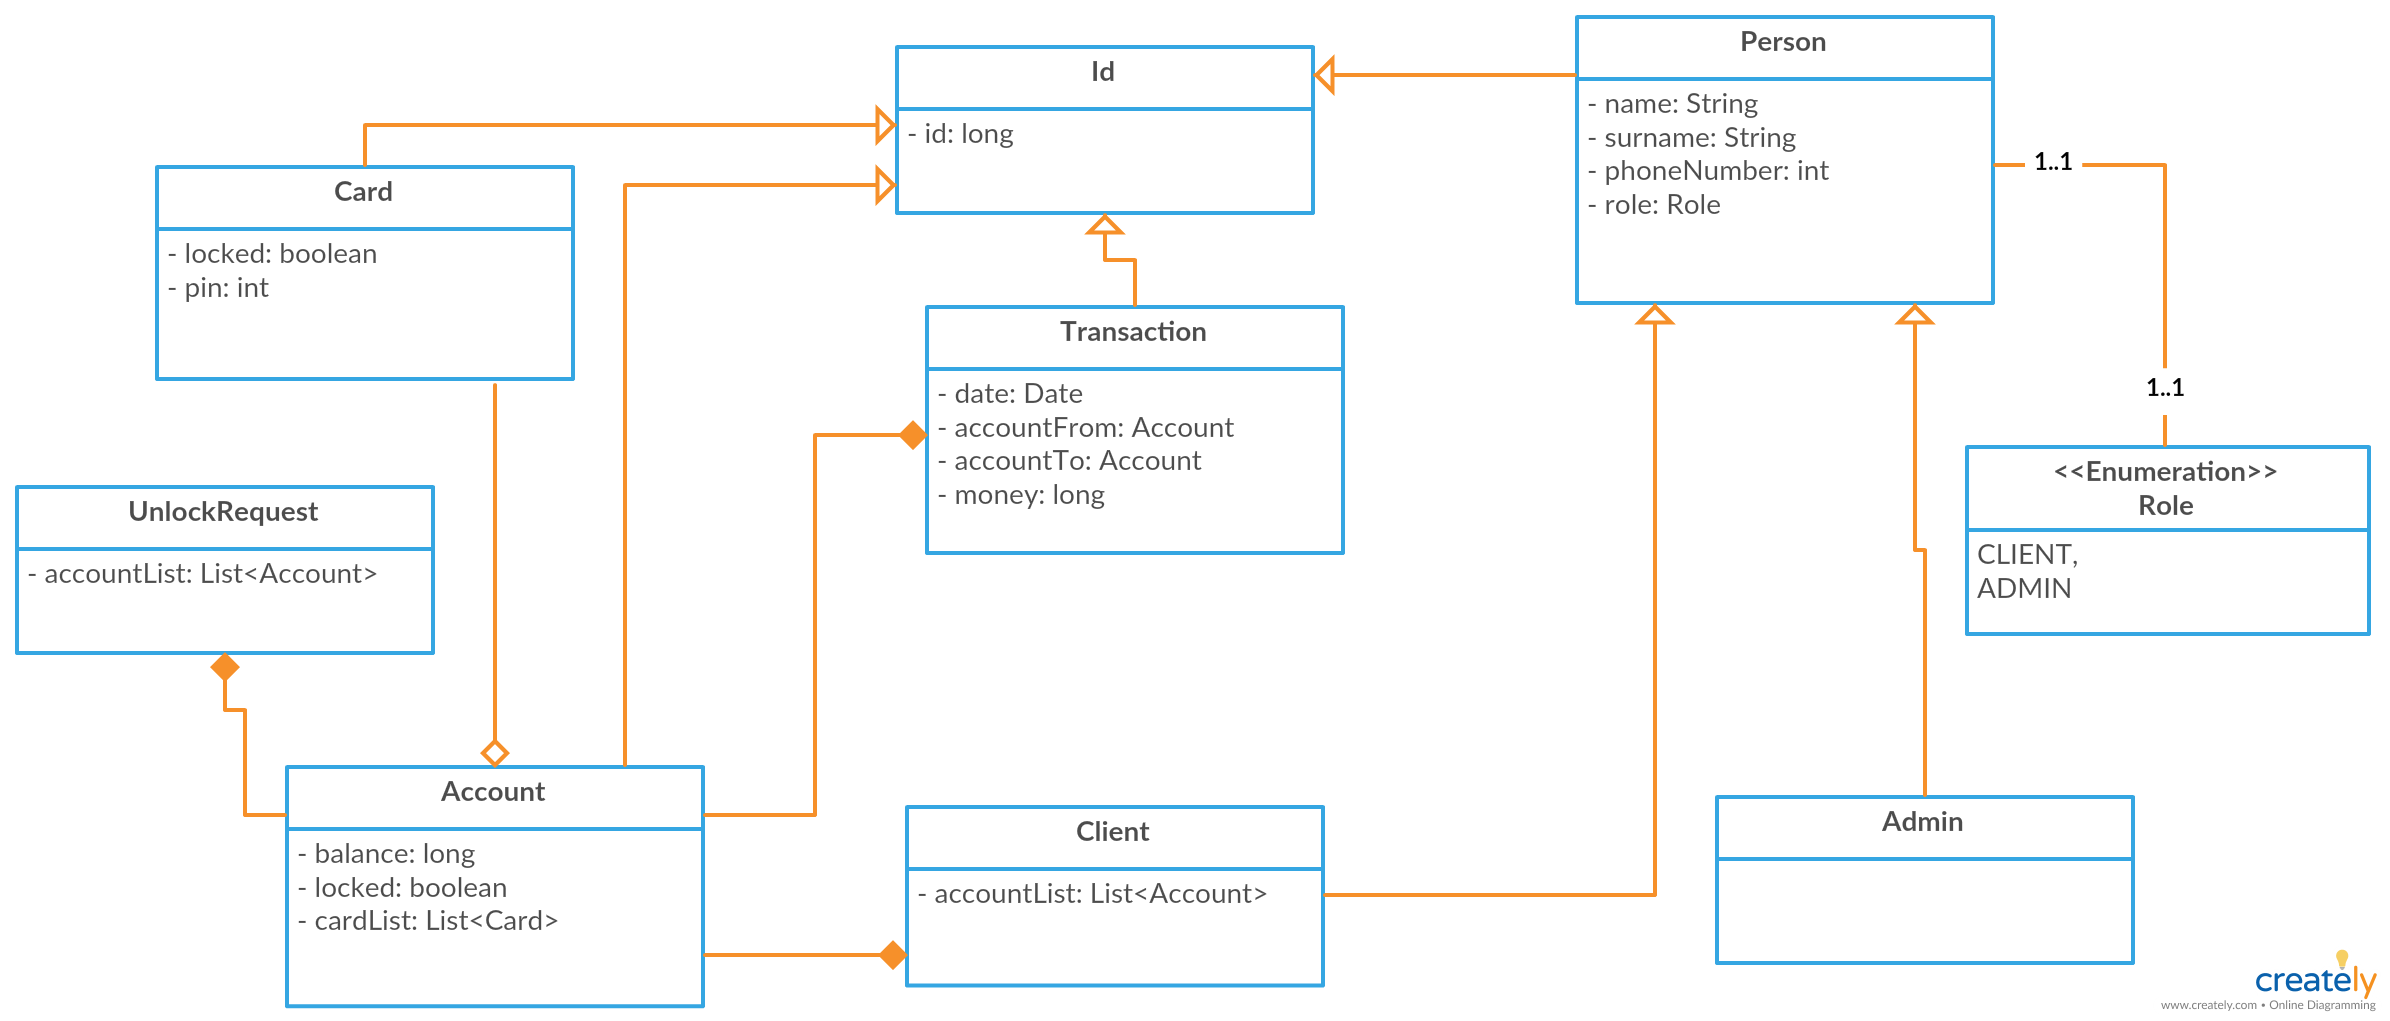 Id
- id: long
Person
- name: String
- surname: String
- phoneNumber: int
- role: Role
1..1
1..1
Card
- locked: boolean
- pin: int
Transaction
- date: Date
- accountFrom: Account
- accountTo: Account
- money: long
<<Enumeration>>
Role
CLIENT,
ADMIN
UnlockRequest
- accountList: List<Account>
Account
- balance: long
- locked: boolean
- cardList: List<Card>
Client
- accountList: List<Account>
Admin
creately
www.creately.com • Online Diagramming